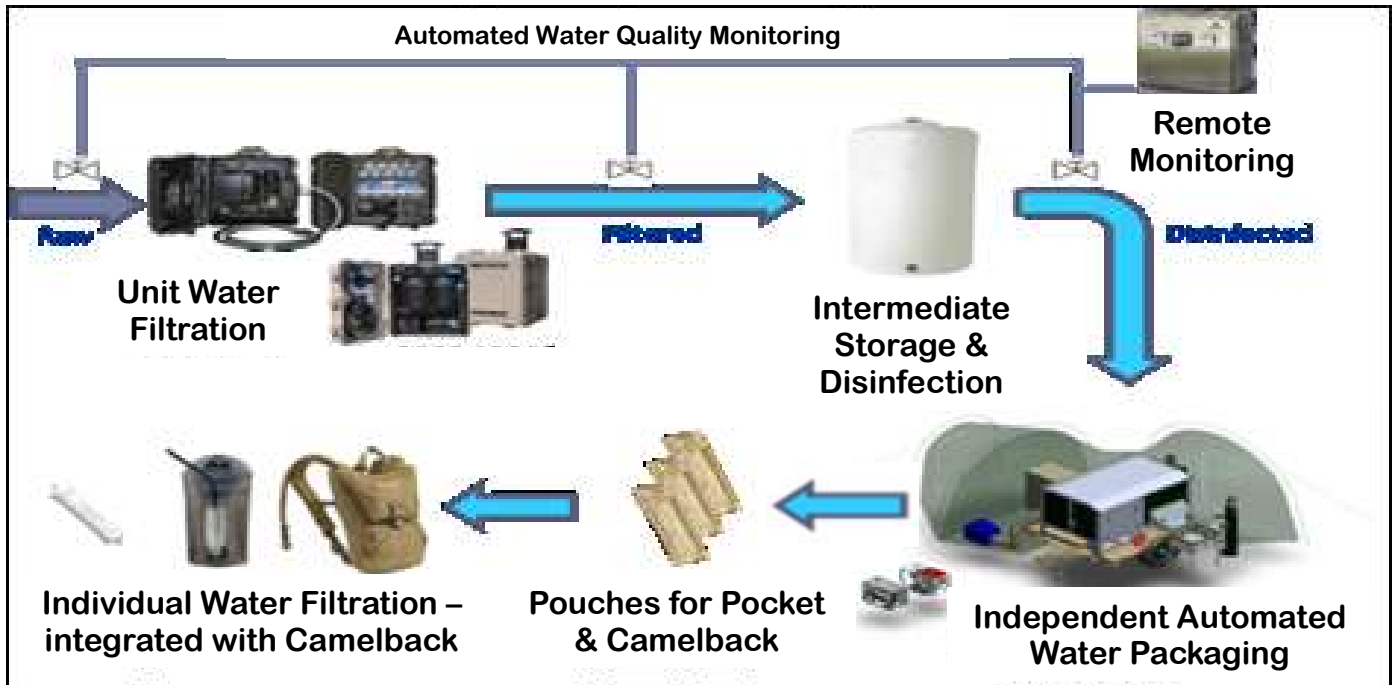 Automated Water Quality Monitoring
Remote
Monitoring
Raw
Filtered
Disinfected
Unit Water
Filtration
Intermediate
Storage &
Disinfection
Individual Water Filtration –
integrated with Camelback
Pouches for Pocket
& Camelback
Independent Automated
Water Packaging